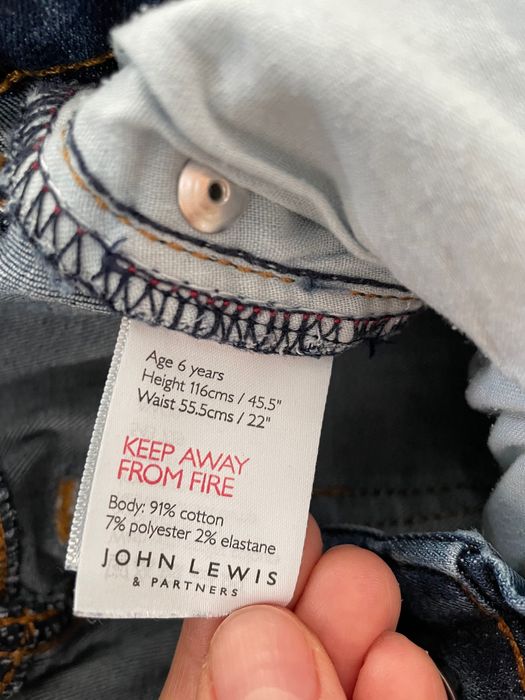 Age 6 years
Height 116cms / 45.5"
Waist 55.5cms / 22"
KEEP AWAY
FROM FIRE
Body: 91% cotton
7% polyester 2% elastane
JOHN LEWIS
& PARTNERS